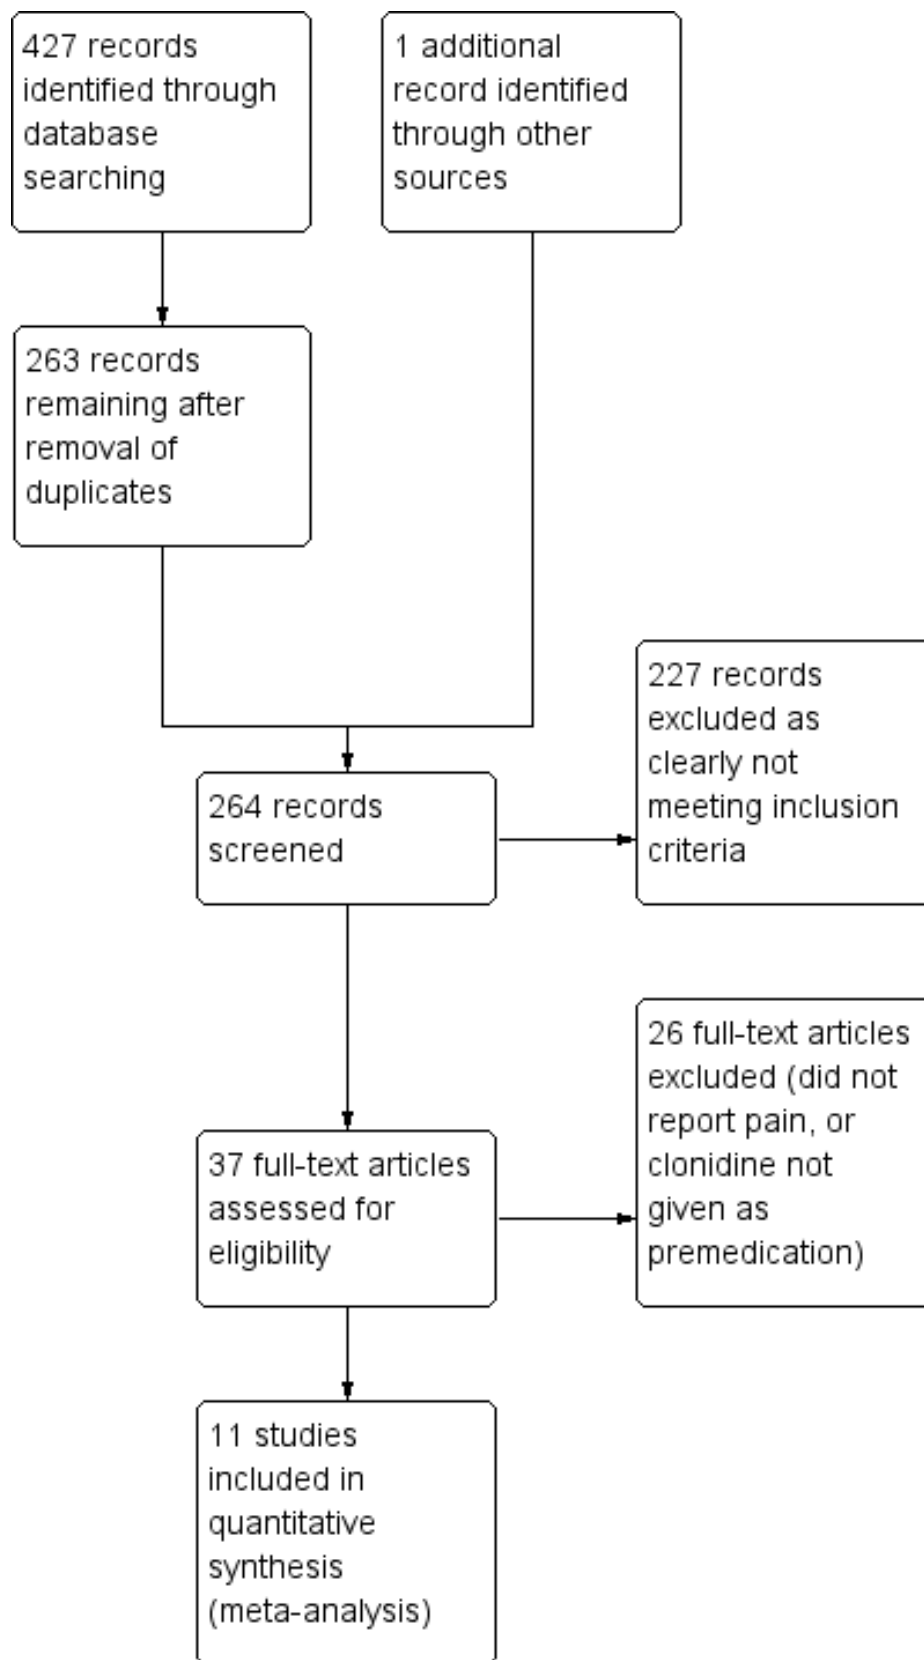 427 records
identified through
database
searching
1 additional
record identified
through other
sources
263 records
remaining after
removal of
duplicates
227 records
excluded as
clearly not
meeting inclusion
criteria
264 records
screened
26 full-text articles
excluded (did not
report pain, or
clonidine not
given as
premedication)
37 full-text articles
assessed for
eligibility
11 studies
included in
quantitative
synthesis
(meta-analysis)